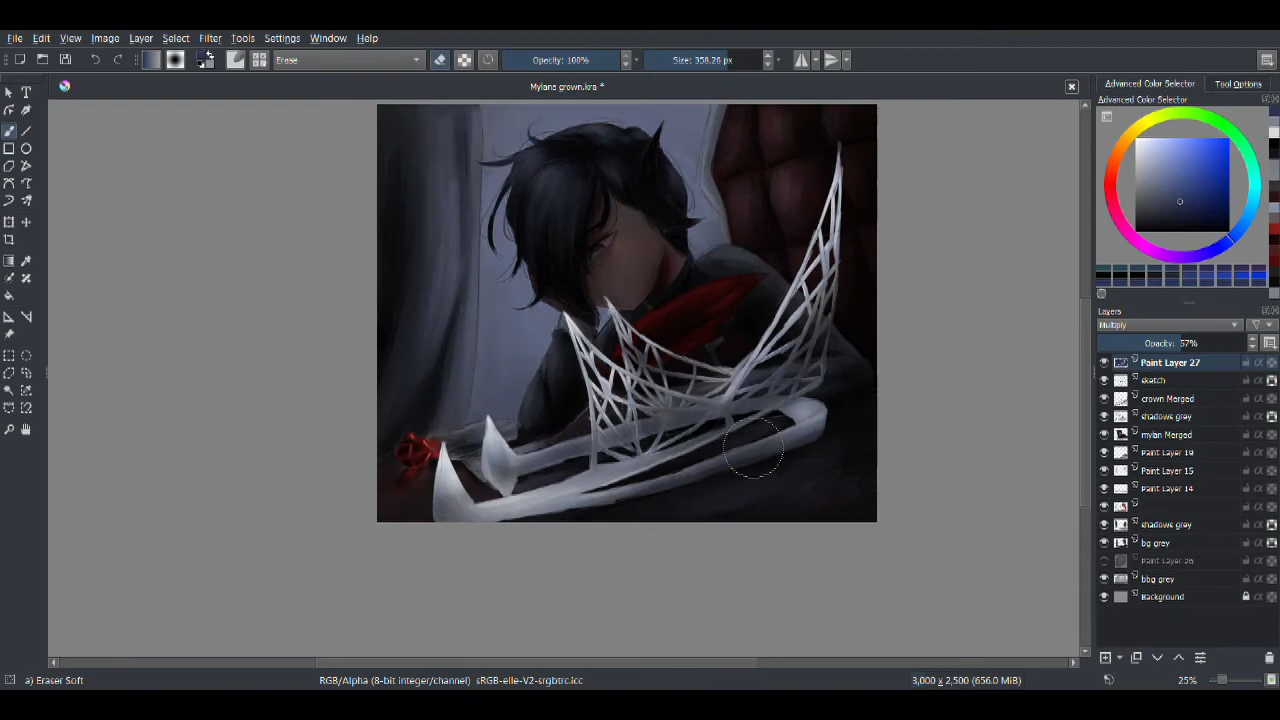 File Edit View Image Layer Select Filter Tools Settings Window Help
Erase Opacity: 100% Size: 358.26 px
Mylans grown.kra *
Advanced Color Selector Tool Options
Advanced Color Selector
Layers
Multiply
Opacity: 57%
Paint Layer 27
sketch
crown Merged
shadows grey
mylan Merged
Paint Layer 19
Paint Layer 15
Paint Layer 14
shadows grey
bg grey
Paint Layer 26
bbg grey
Background
a) Eraser Soft RGB/Alpha (8-bit integer/channel) sRGB-elle-V2-srgbtrc.icc 3,000 x 2,500 (656.0 MiB) 25%